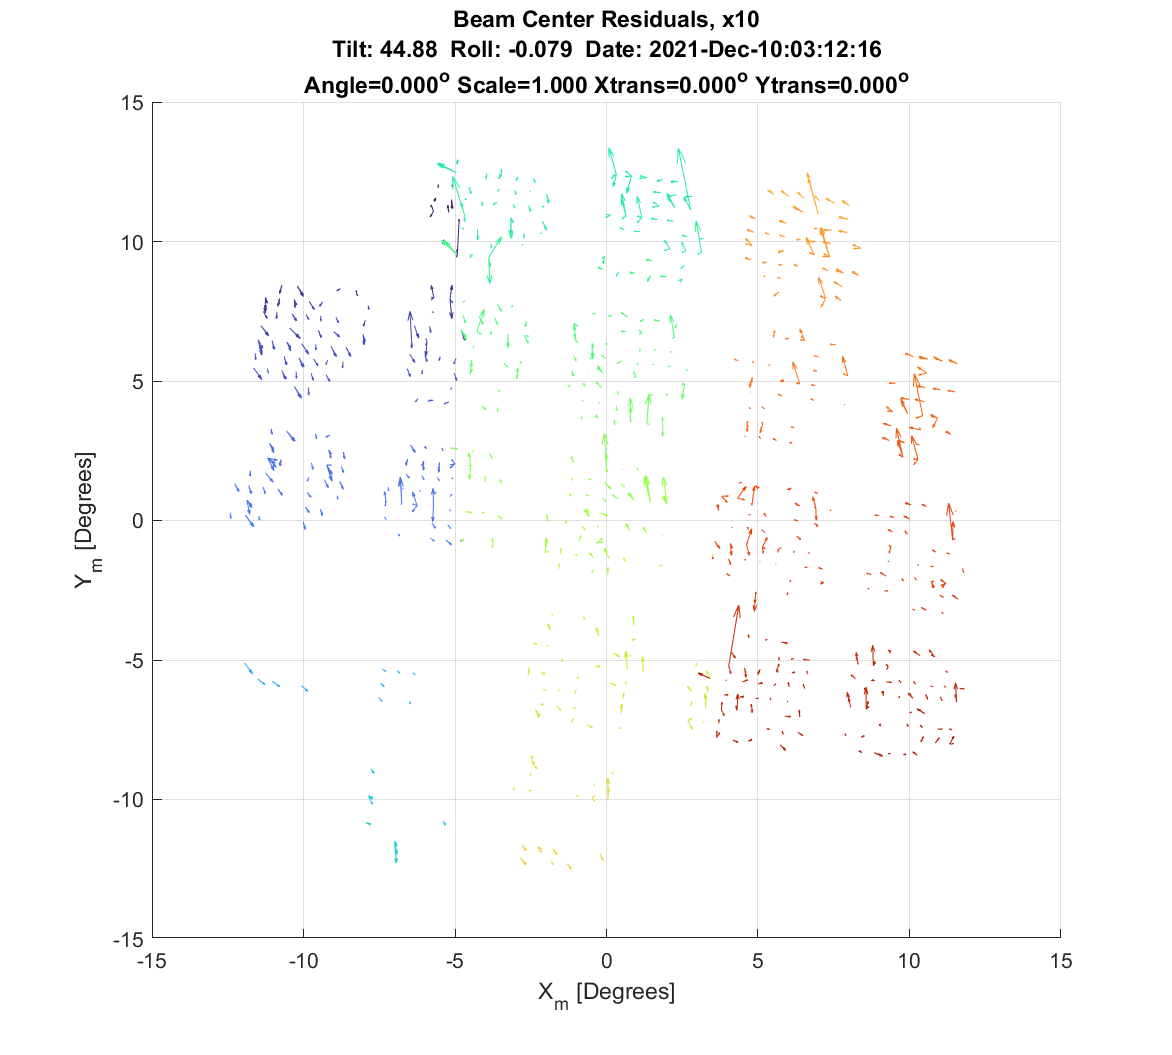 Beam Center Residuals, x10
Tilt: 44.88 Roll: -0.079 Date: 2021-Dec-10:03:12:16
Angle=0.000° Scale=1.000 Xtrans=0.000° Ytrans=0.000°
15
10
5
0
-5
-10
-15
Y_m [Degrees]
-15 -10 -5 0 5 10 15
X_m [Degrees]